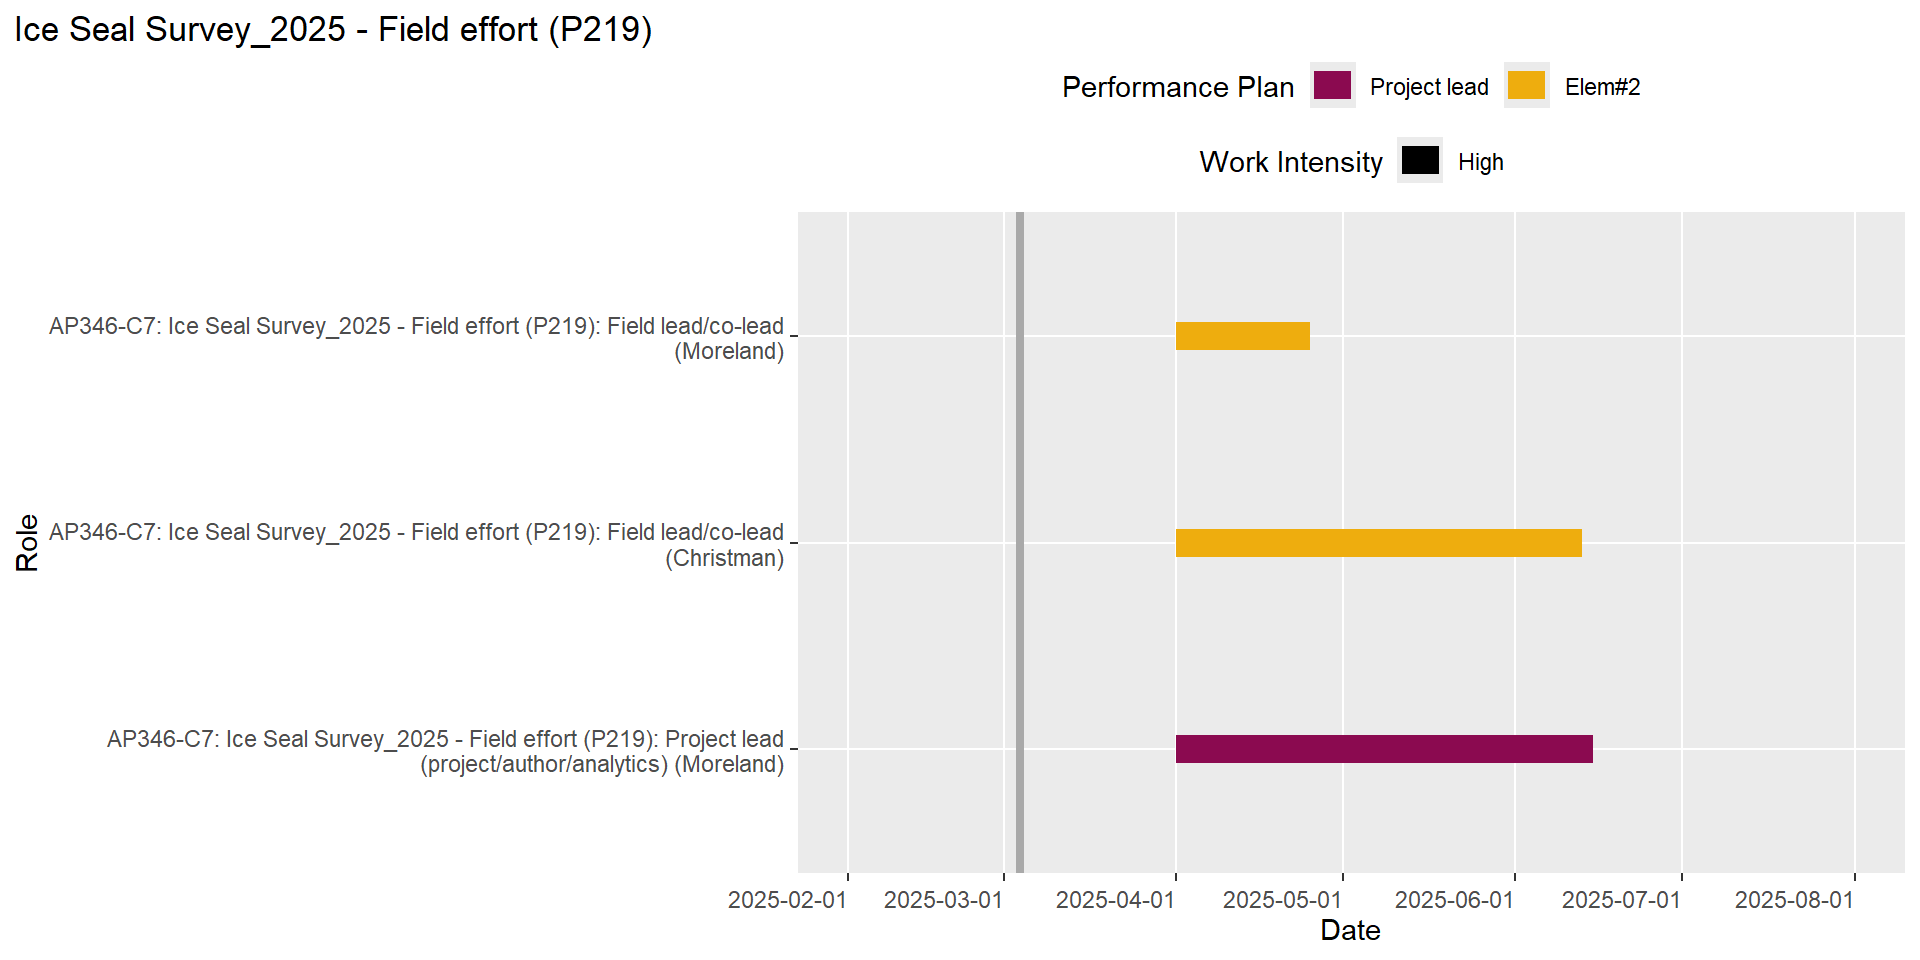 Ice Seal Survey_2025 - Field effort (P219)
Performance Plan Project lead Elem#2
Work Intensity High
AP346-C7: Ice Seal Survey_2025 - Field effort (P219): Field lead/co-lead
(Moreland)
Role
AP346-C7: Ice Seal Survey_2025 - Field effort (P219): Field lead/co-lead
(Christman)
AP346-C7: Ice Seal Survey_2025 - Field effort (P219): Project lead
(project/author/analytics) (Moreland)
2025-02-01 2025-03-01 2025-04-01 2025-05-01 2025-06-01 2025-07-01 2025-08-01
Date